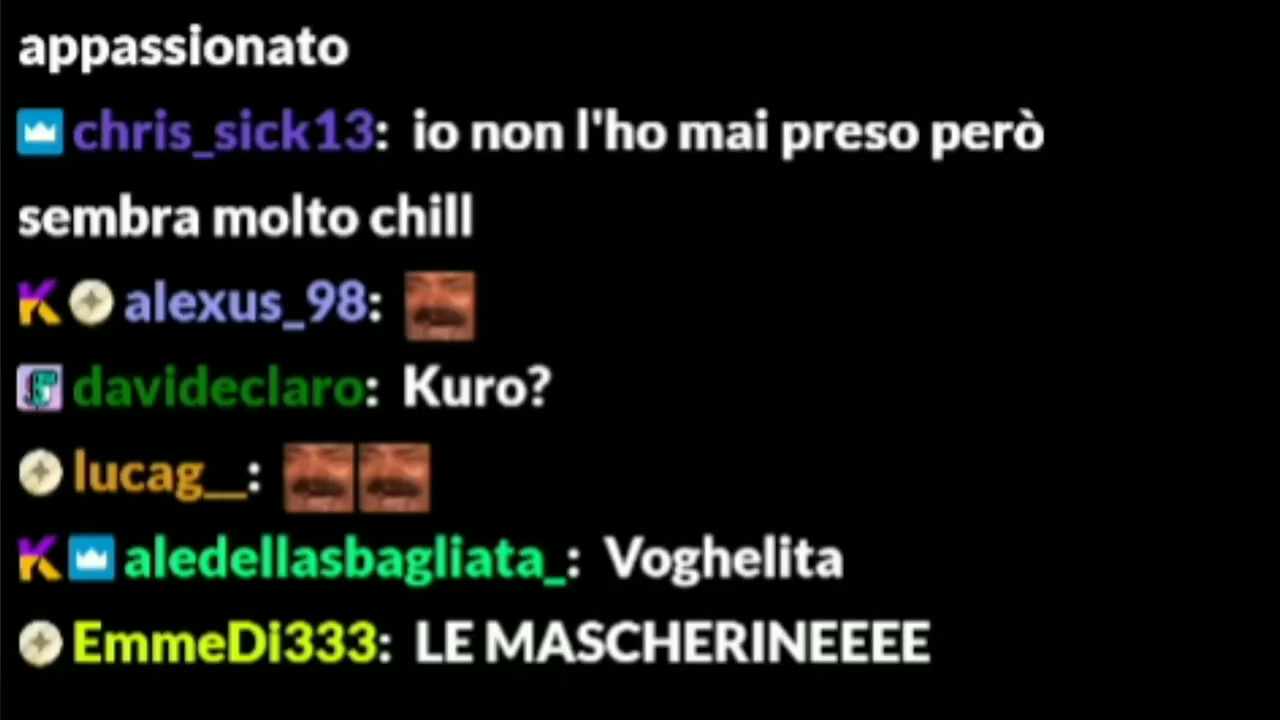 appassionato
chris_sick13: io non l'ho mai preso però
sembra molto chill
alexus_98:
davideclaro: Kuro?
lucag__:
aledellasbagliata_: Voghelita
EmmeDi333: LE MASCHERINEEEE